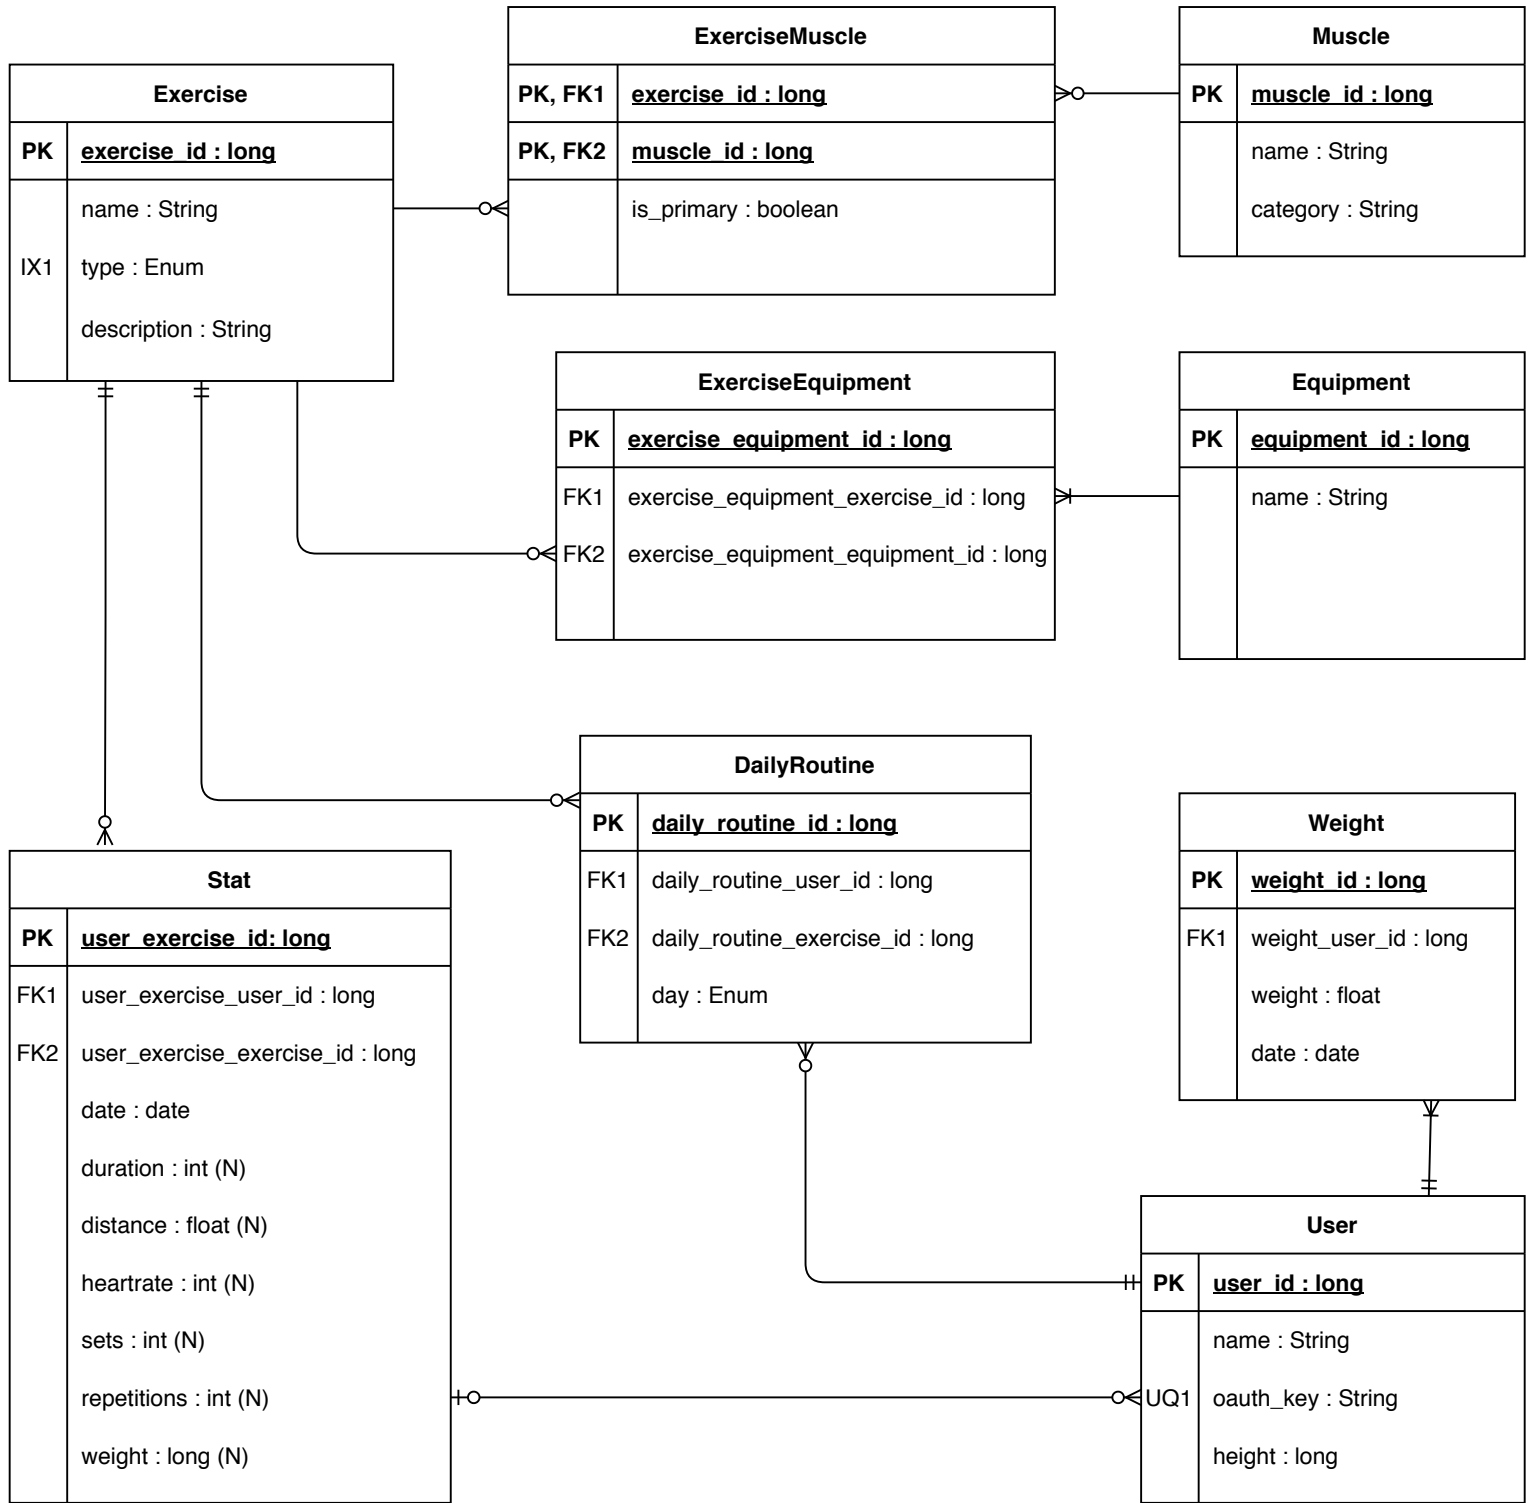 ExerciseMuscle
PK, FK1 exercise_id : long
PK, FK2 muscle_id : long
is_primary : boolean
Muscle
PK muscle_id : long
name : String
category : String
Exercise
PK exercise_id : long
name : String
IX1 type : Enum
description : String
ExerciseEquipment
PK exercise_equipment_id : long
FK1 exercise_equipment_exercise_id : long
FK2 exercise_equipment_equipment_id : long
Equipment
PK equipment_id : long
name : String
DailyRoutine
PK daily_routine_id : long
FK1 daily_routine_user_id : long
FK2 daily_routine_exercise_id : long
day : Enum
Weight
PK weight_id : long
FK1 weight_user_id : long
weight : float
date : date
Stat
PK user_exercise_id: long
FK1 user_exercise_user_id : long
FK2 user_exercise_exercise_id : long
date : date
duration : int (N)
distance : float (N)
heartrate : int (N)
sets : int (N)
repetitions : int (N)
weight : long (N)
User
PK user_id : long
name : String
UQ1 oauth_key : String
height : long